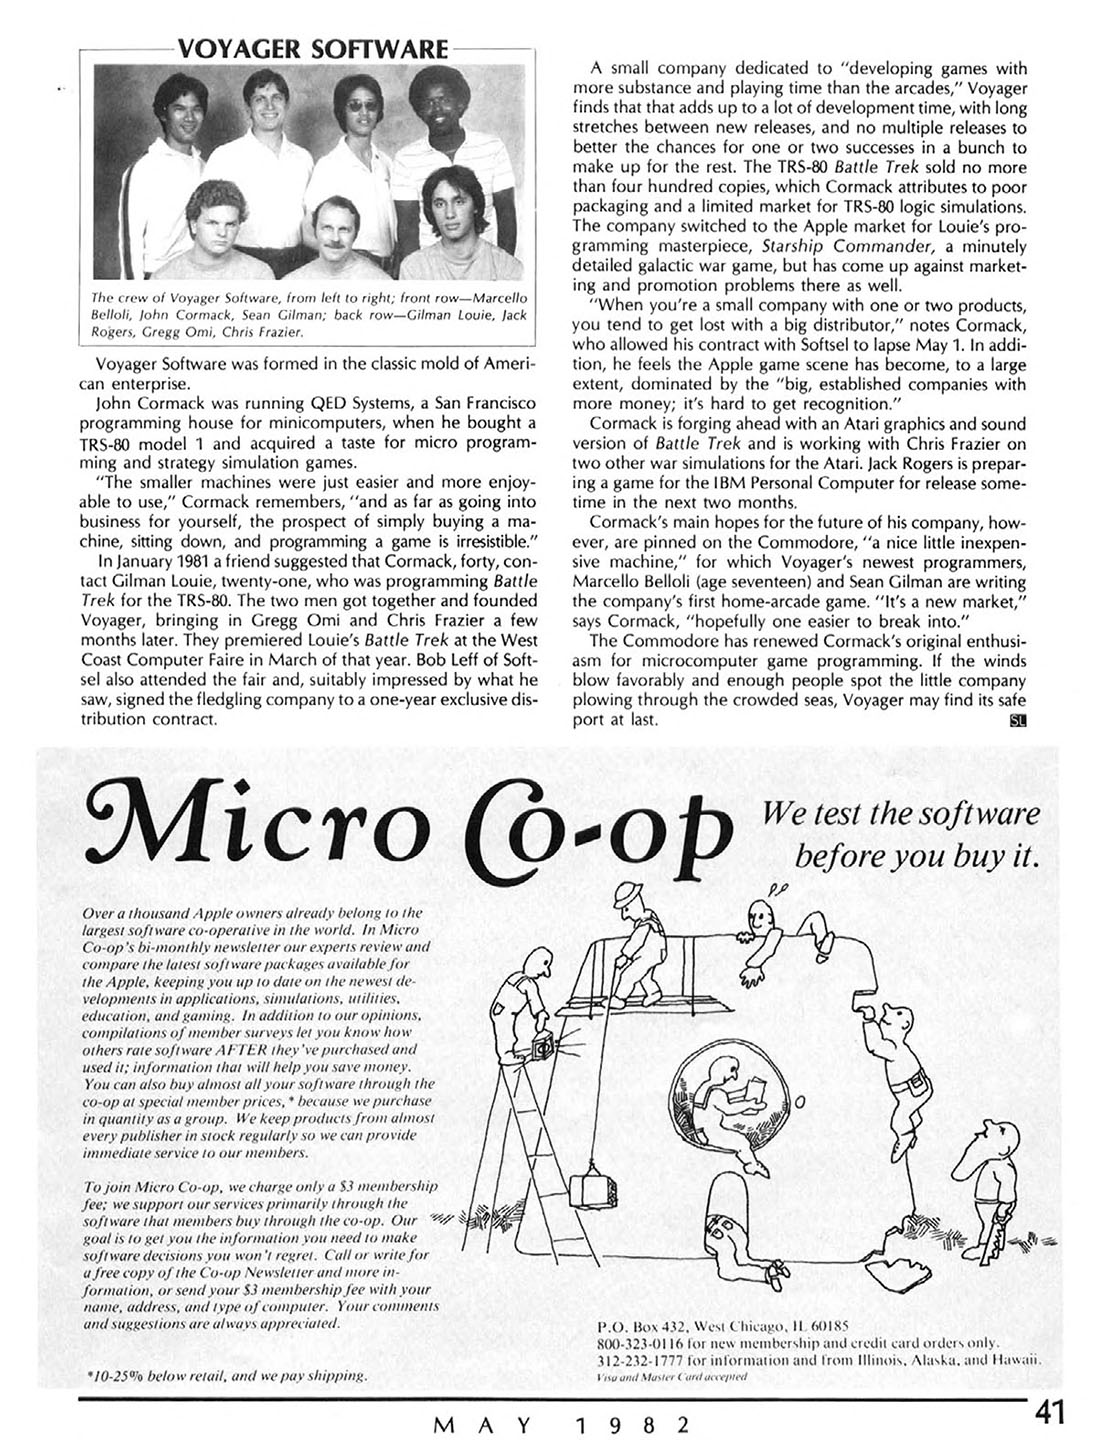 VOYAGER SOFTWARE
The crew of Voyager Software, from left to right; front row—Marcello
Belloli, John Cormack, Sean Gilman; back row—Gilman Louie, Jack
Rogers, Gregg Omi, Chris Frazier.
Voyager Software was formed in the classic mold of Ameri-
can enterprise.
John Cormack was running QED Systems, a San Francisco
programming house for minicomputers, when he bought a
TRS-80 model 1 and acquired a taste for micro program-
ming and strategy simulation games.
"The smaller machines were just easier and more enjoy-
able to use," Cormack remembers, "and as far as going into
business for yourself, the prospect of simply buying a ma-
chine, sitting down, and programming a game is irresistible."
In January 1981 a friend suggested that Cormack, forty, con-
tact Gilman Louie, twenty-one, who was programming Battle
Trek for the TRS-80. The two men got together and founded
Voyager, bringing in Gregg Omi and Chris Frazier a few
months later. They premiered Louie's Battle Trek at the West
Coast Computer Faire in March of that year. Bob Leff of Soft-
sel also attended the fair and, suitably impressed by what he
saw, signed the fledgling company to a one-year exclusive dis-
tribution contract.
A small company dedicated to "developing games with
more substance and playing time than the arcades," Voyager
finds that that adds up to a lot of development time, with long
stretches between new releases, and no multiple releases to
better the chances for one or two successes in a bunch to
make up for the rest. The TRS-80 Battle Trek sold no more
than four hundred copies, which Cormack attributes to poor
packaging and a limited market for TRS-80 logic simulations.
The company switched to the Apple market for Louie's pro-
gramming masterpiece, Starship Commander, a minutely
detailed galactic war game, but has come up against market-
ing and promotion problems there as well.
"When you're a small company with one or two products,
you tend to get lost with a big distributor," notes Cormack,
who allowed his contract with Softsel to lapse May 1. In addi-
tion, he feels the Apple game scene has become, to a large
extent, dominated by the "big, established companies with
more money; it's hard to get recognition."
Cormack is forging ahead with an Atari graphics and sound
version of Battle Trek and is working with Chris Frazier on
two other war simulations for the Atari. Jack Rogers is prepar-
ing a game for the IBM Personal Computer for release some-
time in the next two months.
Cormack's main hopes for the future of his company, how-
ever, are pinned on the Commodore, "a nice little inexpen-
sive machine," for which Voyager's newest programmers,
Marcello Belloli (age seventeen) and Sean Gilman are writing
the company's first home-arcade game. "It's a new market,"
says Cormack, "hopefully one easier to break into."
The Commodore has renewed Cormack's original enthusi-
asm for microcomputer game programming. If the winds
blow favorably and enough people spot the little company
plowing through the crowded seas, Voyager may find its safe
port at last. SL
Micro Co-op
We test the software
before you buy it.
Over a thousand Apple owners already belong to the
largest software co-operative in the world. In Micro
Co-op's bi-monthly newsletter our experts review and
compare the latest software packages available for
the Apple, keeping you up to date on the newest de-
velopments in applications, simulations, utilities,
education, and gaming. In addition to our opinions,
compilations of member surveys let you know how
others rate software AFTER they've purchased and
used it; information that will help you save money.
You can also buy almost all your software through the
co-op at special member prices,* because we purchase
in quantity as a group. We keep products from almost
every publisher in stock regularly so we can provide
immediate service to our members.
To join Micro Co-op, we charge only a $3 membership
fee; we support our services primarily through the
software that members buy through the co-op. Our
goal is to get you the information you need to make
software decisions you won't regret. Call or write for
a free copy of the Co-op Newsletter and more in-
formation, or send your $3 membership fee with your
name, address, and type of computer. Your comments
and suggestions are always appreciated.
*10-25% below retail, and we pay shipping.
P.O. Box 432, West Chicago, IL 60185
800-323-0116 for new membership and credit card orders only.
312-232-1777 for information and from Illinois, Alaska, and Hawaii.
Visa and Master Card accepted
MAY 1982
41